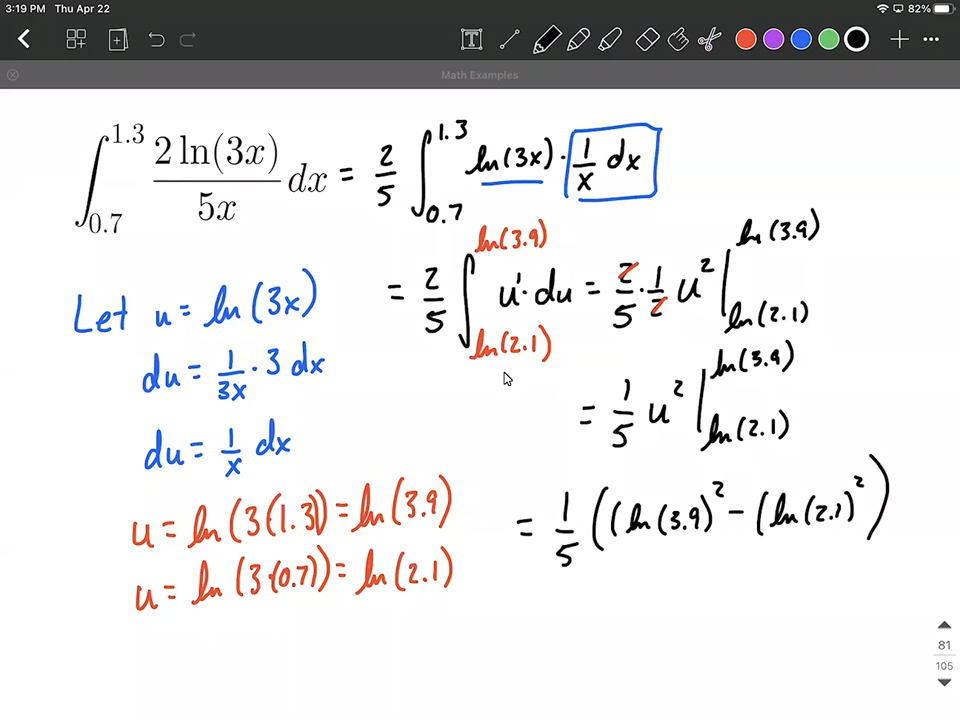 3:19 PM Thu Apr 22
82%
Math Examples
∫_{0.7}^{1.3} 2 ln(3x) / 5x dx = 2/5 ∫_{0.7}^{1.3} ln(3x) · 1/x dx
= 2/5 ∫_{ln(2.1)}^{ln(3.9)} u^1 · du = 2/5 · 1/2 u^2 |_{ln(2.1)}^{ln(3.9)}
= 1/5 u^2 |_{ln(2.1)}^{ln(3.9)}
= 1/5 ((ln(3.9)^2 - (ln(2.1)^2)
Let u = ln(3x)
du = 1/3x · 3 dx
du = 1/x dx
u = ln(3(1.3)) = ln(3.9)
u = ln(3·(0.7)) = ln(2.1)
81
105